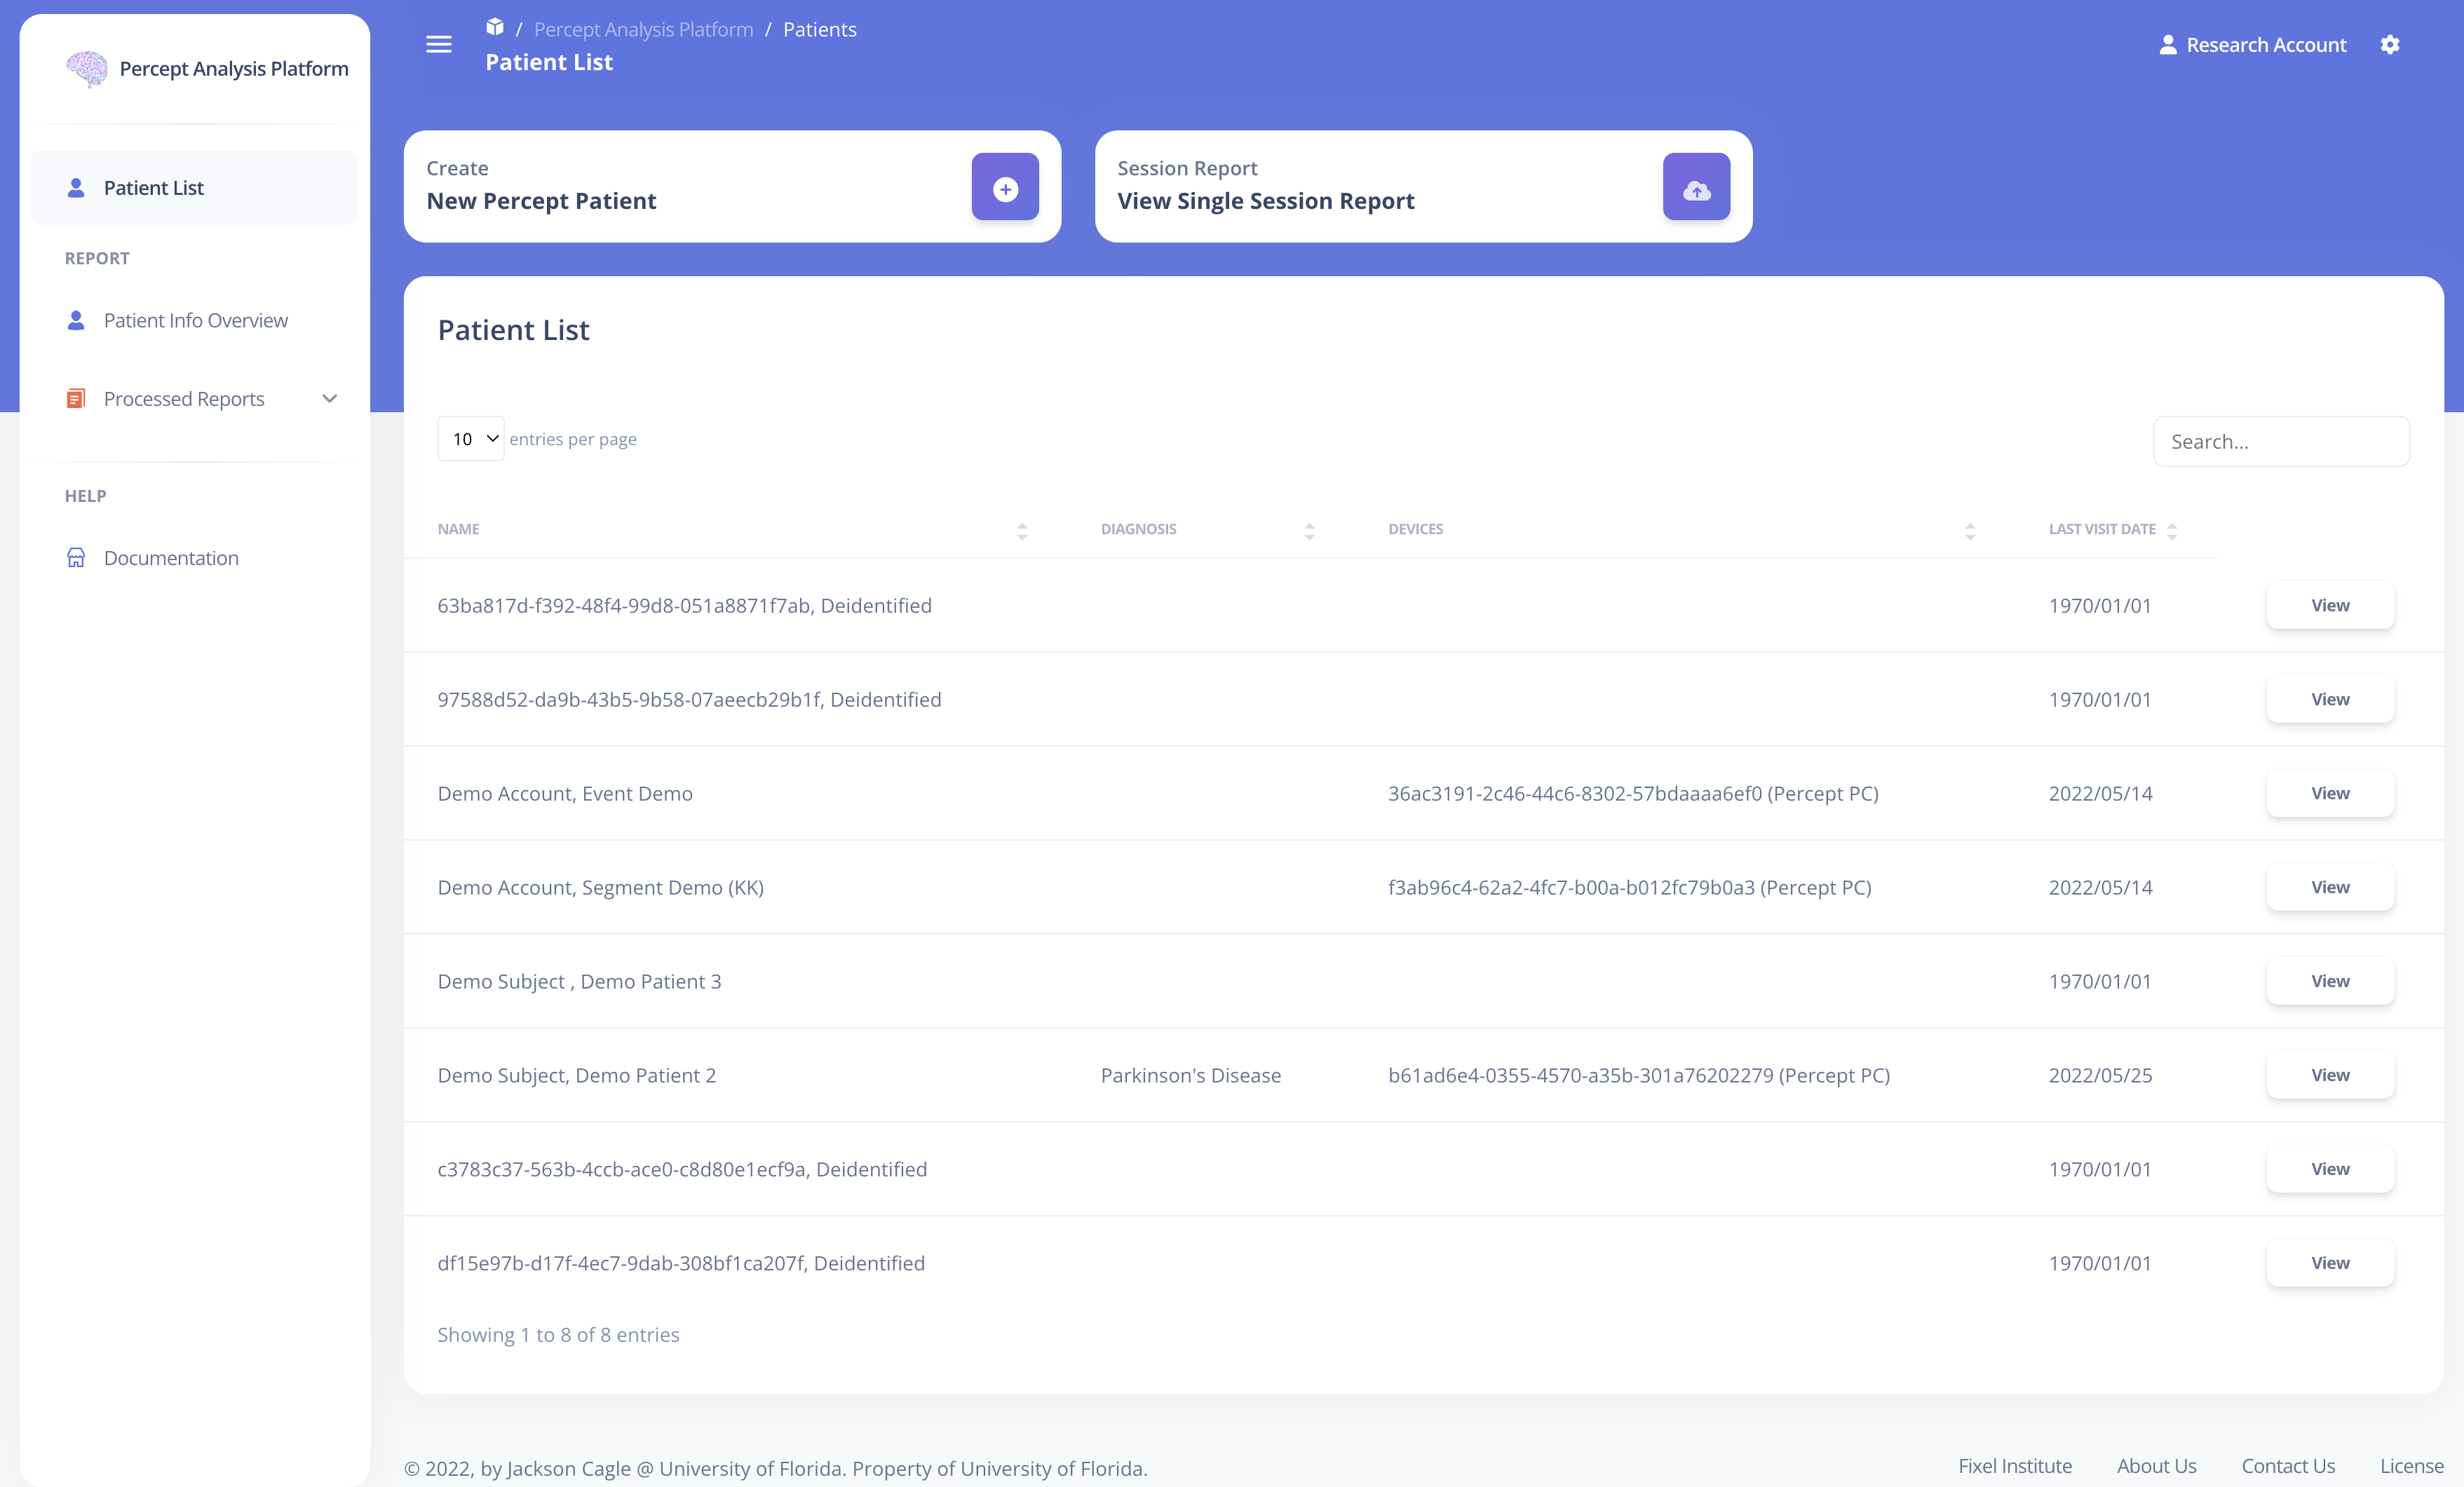 Percept Analysis Platform
Patient List
REPORT
Patient Info Overview
Processed Reports
HELP
Documentation
/ Percept Analysis Platform / Patients
Patient List
Research Account
Create
New Percept Patient
Session Report
View Single Session Report
Patient List
10 entries per page
Search...
NAME DIAGNOSIS DEVICES LAST VISIT DATE
63ba817d-f392-48f4-99d8-051a8871f7ab, Deidentified 1970/01/01 View
97588d52-da9b-43b5-9b58-07aeecb29b1f, Deidentified 1970/01/01 View
Demo Account, Event Demo 36ac3191-2c46-44c6-8302-57bdaaaa6ef0 (Percept PC) 2022/05/14 View
Demo Account, Segment Demo (KK) f3ab96c4-62a2-4fc7-b00a-b012fc79b0a3 (Percept PC) 2022/05/14 View
Demo Subject , Demo Patient 3 1970/01/01 View
Demo Subject, Demo Patient 2 Parkinson's Disease b61ad6e4-0355-4570-a35b-301a76202279 (Percept PC) 2022/05/25 View
c3783c37-563b-4ccb-ace0-c8d80e1ecf9a, Deidentified 1970/01/01 View
df15e97b-d17f-4ec7-9dab-308bf1ca207f, Deidentified 1970/01/01 View
Showing 1 to 8 of 8 entries
© 2022, by Jackson Cagle @ University of Florida. Property of University of Florida.
Fixel Institute About Us Contact Us License